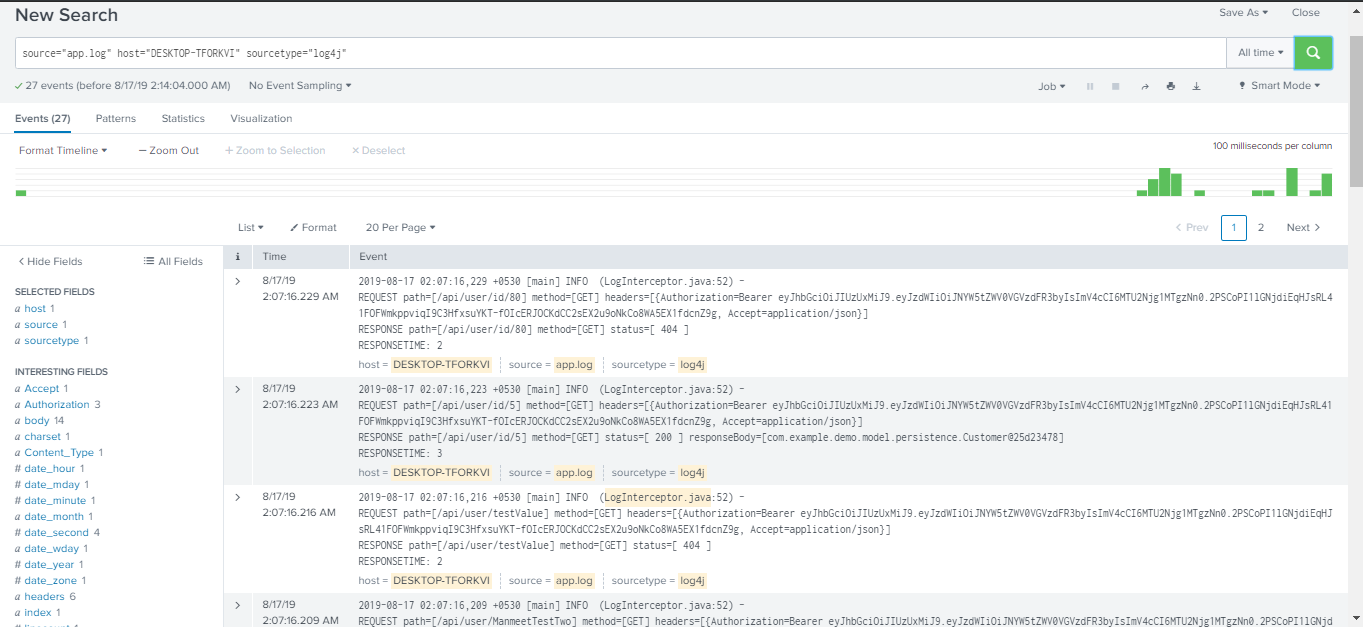 New Search
Save As Close
source="app.log" host="DESKTOP-TFORKVI" sourcetype="log4j"
All time
27 events (before 8/17/19 2:14:04.000 AM) No Event Sampling
Job Smart Mode
Events (27) Patterns Statistics Visualization
Format Timeline — Zoom Out + Zoom to Selection × Deselect
100 milliseconds per column
List Format 20 Per Page
< Prev 1 2 Next >
< Hide Fields All Fields
SELECTED FIELDS
a host 1
a source 1
a sourcetype 1
INTERESTING FIELDS
a Accept 1
a Authorization 3
a body 14
a charset 1
a Content_Type 1
# date_hour 1
# date_mday 1
# date_minute 1
a date_month 1
# date_second 4
a date_wday 1
# date_year 1
# date_zone 1
a headers 6
a index 1
i Time Event
8/17/19
2:07:16.229 AM
2019-08-17 02:07:16,229 +0530 [main] INFO (LogInterceptor.java:52) -
REQUEST path=[/api/user/id/80] method=[GET] headers=[{Authorization=Bearer eyJhbGciOiJIUzUxMiJ9.eyJzdWIiOiJNYW5tZWV0VGVzdFR3byIsImV4cCI6MTU2Njg1MTgzNn0.2PSCoPI1lGNjdiEqHJsRL4
1FOFWmkppviqI9C3HfxsuYKT-fOIcERJOCKdCC2sEX2u9oNkCo8WA5EX1fdcnZ9g, Accept=application/json}]
RESPONSE path=[/api/user/id/80] method=[GET] status=[ 404 ]
RESPONSETIME: 2
host = DESKTOP-TFORKVI source = app.log sourcetype = log4j
8/17/19
2:07:16.223 AM
2019-08-17 02:07:16,223 +0530 [main] INFO (LogInterceptor.java:52) -
REQUEST path=[/api/user/id/5] method=[GET] headers=[{Authorization=Bearer eyJhbGciOiJIUzUxMiJ9.eyJzdWIiOiJNYW5tZWV0VGVzdFR3byIsImV4cCI6MTU2Njg1MTgzNn0.2PSCoPI1lGNjdiEqHJsRL41
FOFWmkppviqI9C3HfxsuYKT-fOIcERJOCKdCC2sEX2u9oNkCo8WA5EX1fdcnZ9g, Accept=application/json}]
RESPONSE path=[/api/user/id/5] method=[GET] status=[ 200 ] responseBody=[com.example.demo.model.persistence.Customer@25d23478]
RESPONSETIME: 3
host = DESKTOP-TFORKVI source = app.log sourcetype = log4j
8/17/19
2:07:16.216 AM
2019-08-17 02:07:16,216 +0530 [main] INFO (LogInterceptor.java:52) -
REQUEST path=[/api/user/testValue] method=[GET] headers=[{Authorization=Bearer eyJhbGciOiJIUzUxMiJ9.eyJzdWIiOiJNYW5tZWV0VGVzdFR3byIsImV4cCI6MTU2Njg1MTgzNn0.2PSCoPI1lGNjdiEqHJ
sRL41FOFWmkppviqI9C3HfxsuYKT-fOIcERJOCKdCC2sEX2u9oNkCo8WA5EX1fdcnZ9g, Accept=application/json}]
RESPONSE path=[/api/user/testValue] method=[GET] status=[ 404 ]
RESPONSETIME: 2
host = DESKTOP-TFORKVI source = app.log sourcetype = log4j
8/17/19
2:07:16.209 AM
2019-08-17 02:07:16,209 +0530 [main] INFO (LogInterceptor.java:52) -
REQUEST path=[/api/user/ManmeetTestTwo] method=[GET] headers=[{Authorization=Bearer eyJhbGciOiJIUzUxMiJ9.eyJzdWIiOiJNYW5tZWV0VGVzdFR3byIsImV4cCI6MTU2Njg1MTgzNn0.2PSCoPI1lGNjd